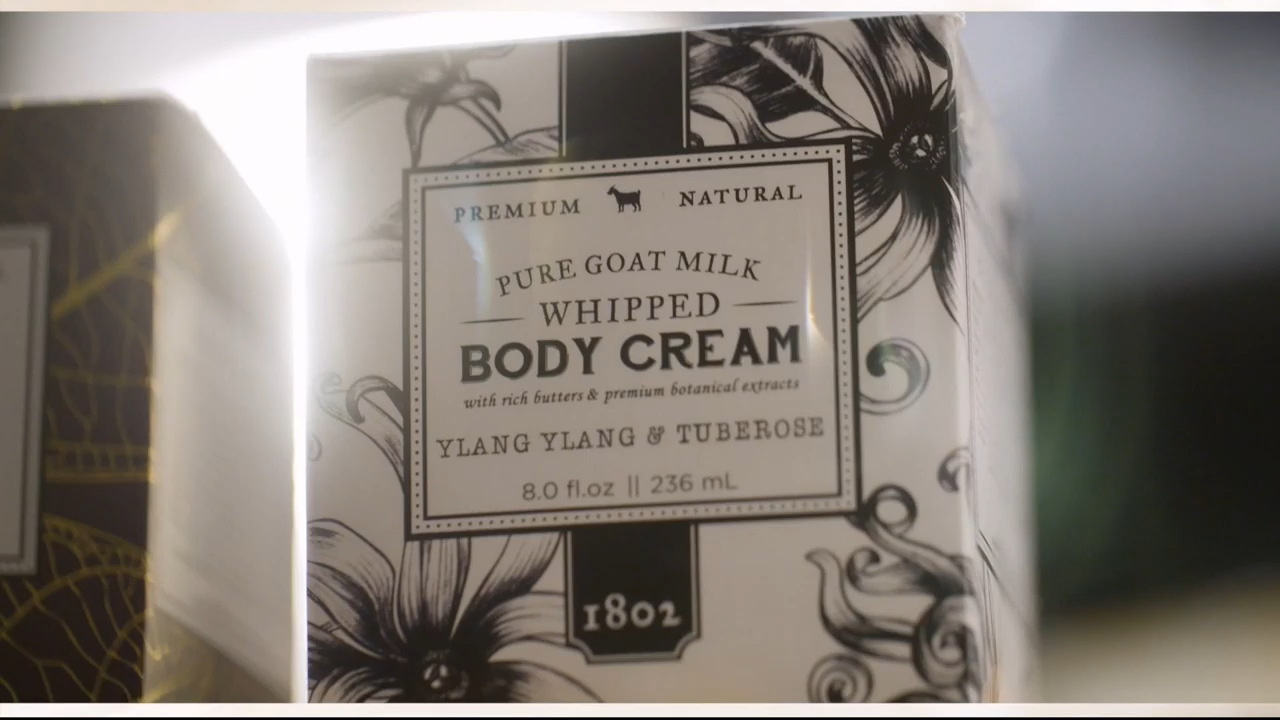 PREMIUM NATURAL
PURE GOAT MILK
WHIPPED
BODY CREAM
with rich butters & premium botanical extracts
YLANG YLANG & TUBEROSE
8.0 fl.oz || 236 mL
1802